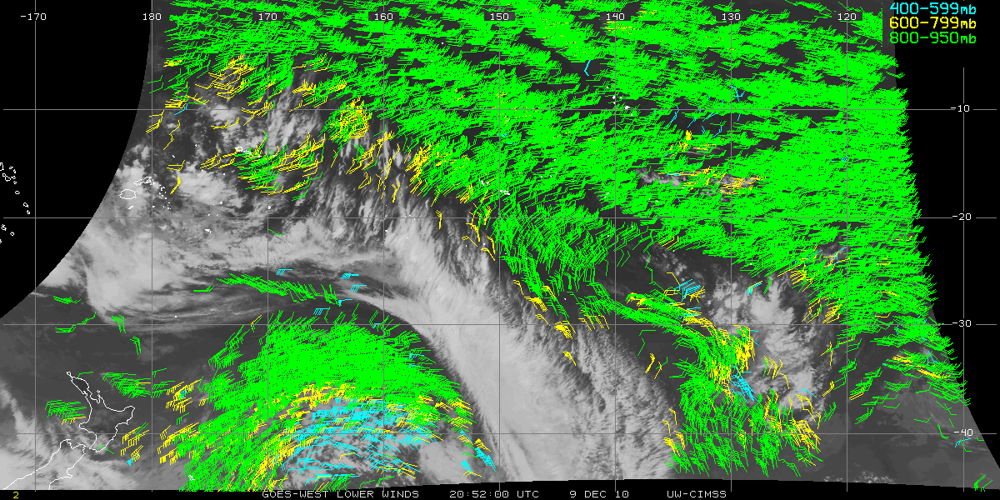 -170 180 170 160 150 140 130 120 400-599mb
600-799mb
800-950mb
-10
-20
-30
-40
2 GOES-WEST LOWER WINDS 20:52:00 UTC 9 DEC 10 UW-CIMSS